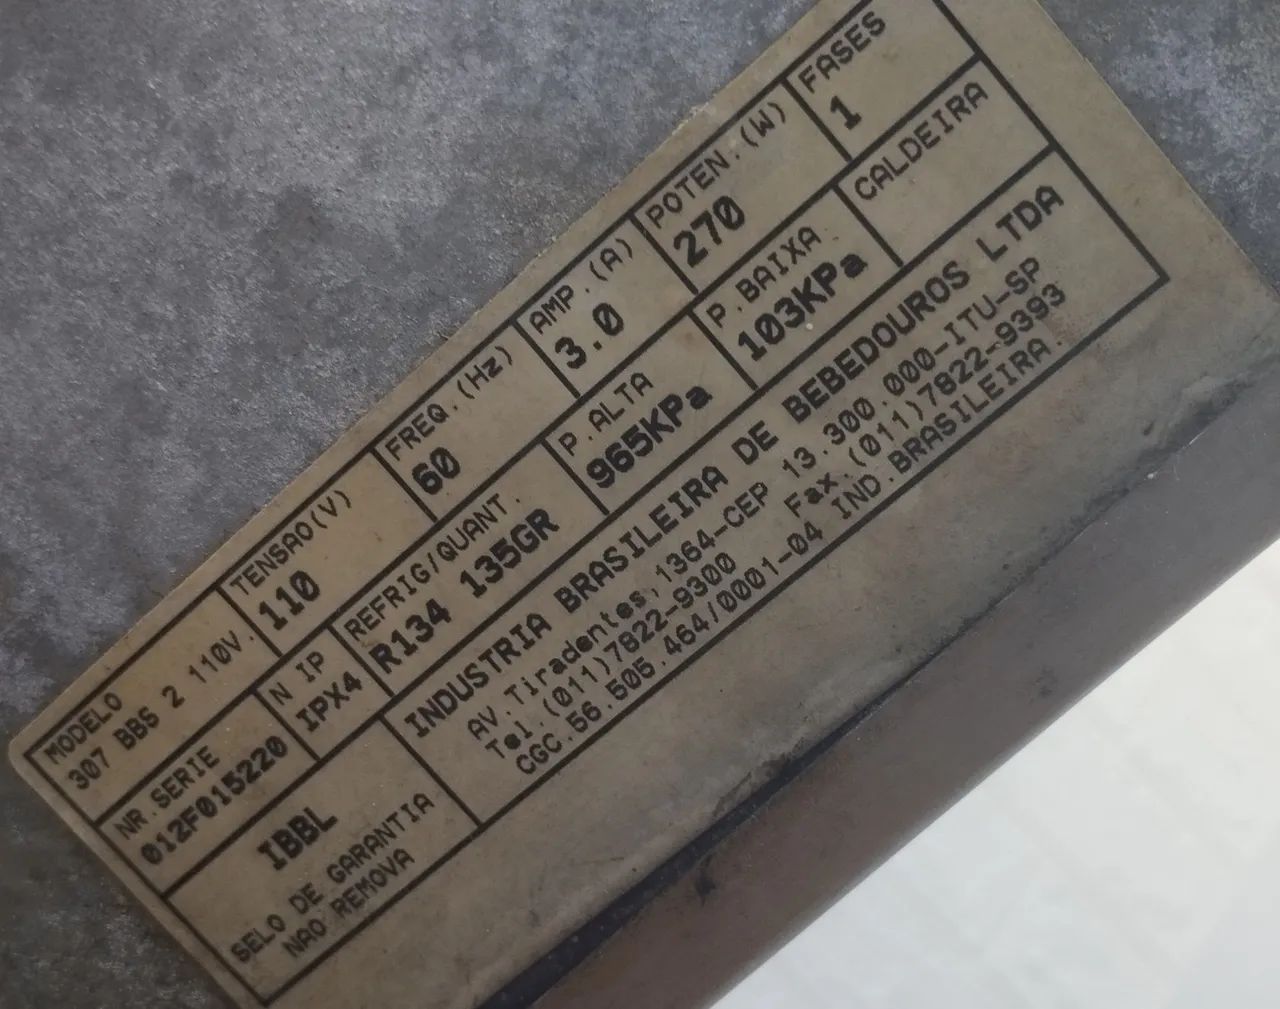 MODELO
307 BBS 2 110V.
TENSAO(V)
110
FREQ.(Hz)
60
AMP.(A)
3.0
POTEN.(W)
270
FASES
1
NR.SERIE
012F015220
N IP
IPX4
REFRIG/QUANT.
R134 135GR
P.ALTA
965KPa
P.BAIXA
103KPa
CALDEIRA
IBBL
SELO DE GARANTIA
NAO REMOVA
INDUSTRIA BRASILEIRA DE BEBEDOUROS LTDA
AV.Tiradentes,1364-CEP 13.300.000-ITU-SP
Tel.(011)7822-9300 Fax.(011)7822-9393
CGC.56.505.464/0001-04 IND.BRASILEIRA.